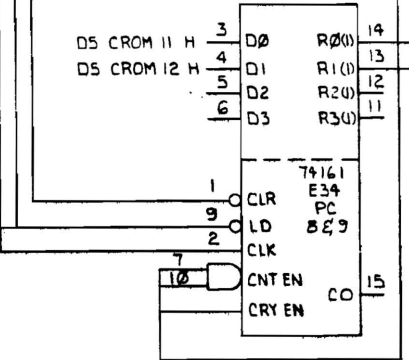 3 14
D5 CROM 11 H DØ RØ(1)
4 13
D5 CROM 12 H D1 R1(1)
5 12
D2 R2(1)
6 11
D3 R3(1)
74161
1 E34
CLR PC
9 8&9
LD
2
CLK
7
1Ø CNT EN
15
CO
CRY EN